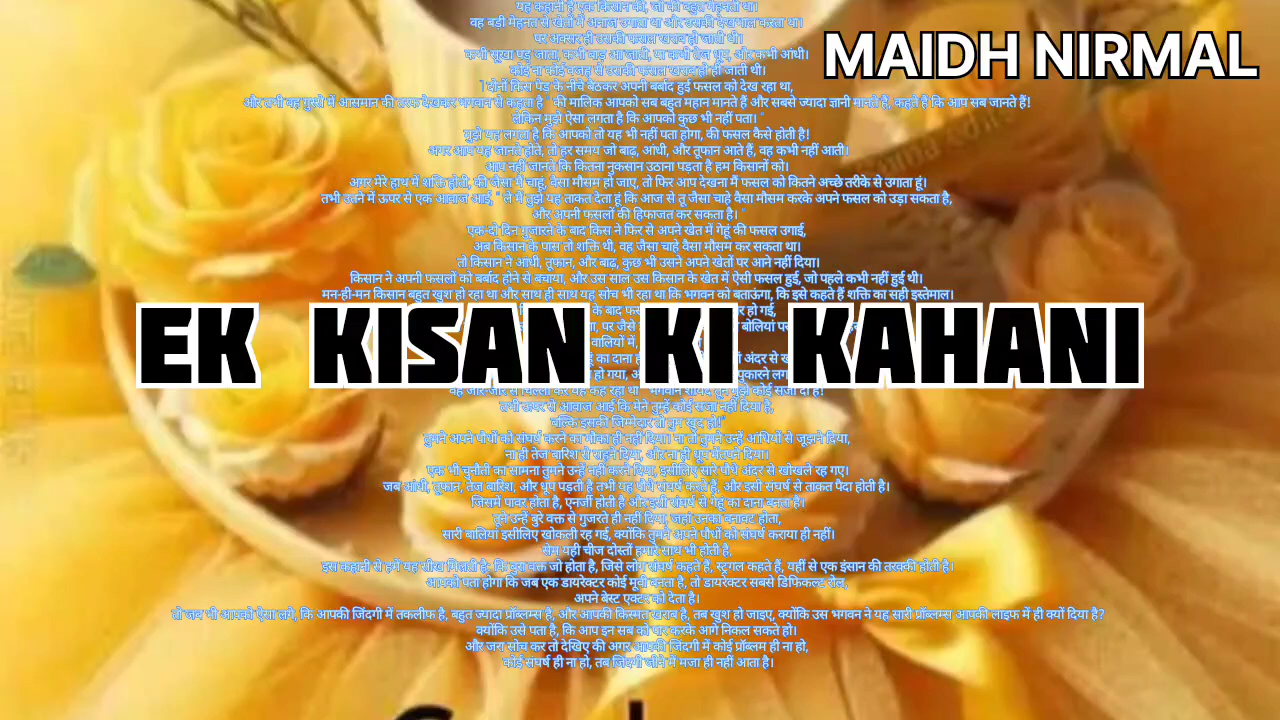 यह कहानी है एक किसान की, जो की बहुत मेहनती था।
वह बड़ी मेहनत से खेतों में अनाज उगाता था और उसकी देखभाल करता था।
पर अक्सर ही उसकी फसल खराब हो जाती थी।
MAIDH NIRMAL
कभी सूखा पड़ जाता, कभी बाढ़ आ जाती, या कभी तेज धूप, और कभी आंधी।
कोई ना कोई वजह से उसकी फसल खराब हो ही जाती थी।
दिनों किस पेड़ के नीचे बैठकर अपनी बर्बाद हुई फसल को देख रहा था,
और तभी वह गुस्से में आसमान की तरफ देखकर भगवान से कहता है " की मालिक आपको सब बहुत महान मानते हैं और सबसे ज्यादा ज्ञानी मानते हैं, कहते हैं कि आप सब जानते हैं!
लेकिन मुझे ऐसा लगता है कि आपको कुछ भी नहीं पता। "
मुझे यह लगता है कि आपको तो यह भी नहीं पता होगा, की फसल कैसे होती है!
अगर आप यह जानते होते, तो हर समय जो बाढ़, आंधी, और तूफान आते हैं, वह कभी नहीं आती।
आप नहीं जानते कि कितना नुकसान उठाना पड़ता है हम किसानों को।
अगर मेरे हाथ में शक्ति होती, की जैसा मैं चाहूं, वैसा मौसम हो जाए, तो फिर आप देखना मैं फसल को कितने अच्छे तरीके से उगाता हूं।
तभी उतने में ऊपर से एक आवाज आई, " ले मैं तुझे यह ताकत देता हूं कि आज से तू जैसा चाहे वैसा मोसम करके अपने फसल को उड़ा सकता है,
और अपनी फसलों की हिफाजत कर सकता है। "
एक-दो दिन गुजारने के बाद किस ने फिर से अपने खेत में गेहूं की फसल उगाई,
अब किसान के पास तो शक्ति थी, वह जैसा चाहे वैसा मौसम कर सकता था।
तो किसान ने आंधी, तूफान, और बाढ़, कुछ भी उसने अपने खेतों पर आने नहीं दिया।
किसान ने अपनी फसलों को बर्बाद होने से बचाया, और उस साल उस किसान के खेत में ऐसी फसल हुई, जो पहले कभी नहीं हुई थी।
मन-ही-मन किसान बहुत खुश हो रहा था और साथ ही साथ यह सोच भी रहा था कि भगवन को बताऊंगा, कि इसे कहते हैं शक्ति का सही इस्तेमाल।
के बाद हो गई,
पर जैसे बोलियां
वालियों में,
EK KISAN KI KAHANI
का दाना अंदर से
हो गया, पुकारने
वह जोर-जोर से चिल्ला कर यह कह रहा था " भगवान शायद तूने मुझे कोई सजा दी है!
तभी ऊपर से आवाज आई कि मैंने तुम्हें कोई सजा नहीं दिया है,
बल्कि इसकी जिम्मेदार तो तुम खुद हो!"
तुमने अपने पौधों को संघर्ष करने का मौका ही नहीं दिया। ना तो तुमने उन्हें आंधियों से जूझने दिया,
ना ही तेज बारिश से सहने दिया, और ना ही धूप में तपने दिया।
एक भी चुनौती का सामना तुमने उन्हें नहीं करने दिया, इसीलिए सारे पौधे अंदर से खोखले रह गए।
जब आंधी, तूफान, तेज बारिश, और धूप पड़ती है तभी यह पौधे संघर्ष करते हैं, और इसी संघर्ष से ताकत पैदा होती है।
जिसमें पावर होता है, एनर्जी होती है और इसी संघर्ष से गेहूं का दाना बनता है।
तूने उन्हें बुरे वक्त से गुजरते ही नहीं दिया, जहां उनका बनावट होता,
सारी बालियां इसीलिए खोकली रह गई, क्योंकि तुमने अपने पौधों को संघर्ष कराया ही नहीं।
सेम यही चीज दोस्तों हमारे साथ भी होती है,
इस कहानी से हमें यह सीख मिलती है- कि बुरा वक्त जो होता है, जिसे लोग संघर्ष कहते हैं, स्ट्रगल कहते हैं, यहीं से एक इंसान की तरक्की होती है।
आपको पता होगा कि जब एक डायरेक्टर कोई मूवी बनता है, तो डायरेक्टर सबसे डिफिकल्ट रोल,
अपने बेस्ट एक्टर को देता है।
तो जब भी आपको ऐसा लगे, कि आपकी जिंदगी में तकलीफ है, बहुत ज्यादा प्रॉब्लम्स है, और आपकी किस्मत खराब है, तब खुश हो जाइए, क्योंकि उस भगवन ने यह सारी प्रॉब्लम्स आपकी लाइफ में ही क्यों दिया है?
क्योंकि उसे पता है, कि आप इन सब को पार करके आगे निकल सकते हो।
और जरा सोच कर तो देखिए की अगर आपकी जिंदगी में कोई प्रॉब्लम ही ना हो,
कोई संघर्ष ही ना हो, तब जिंदगी जीने में मजा ही नहीं आता है।